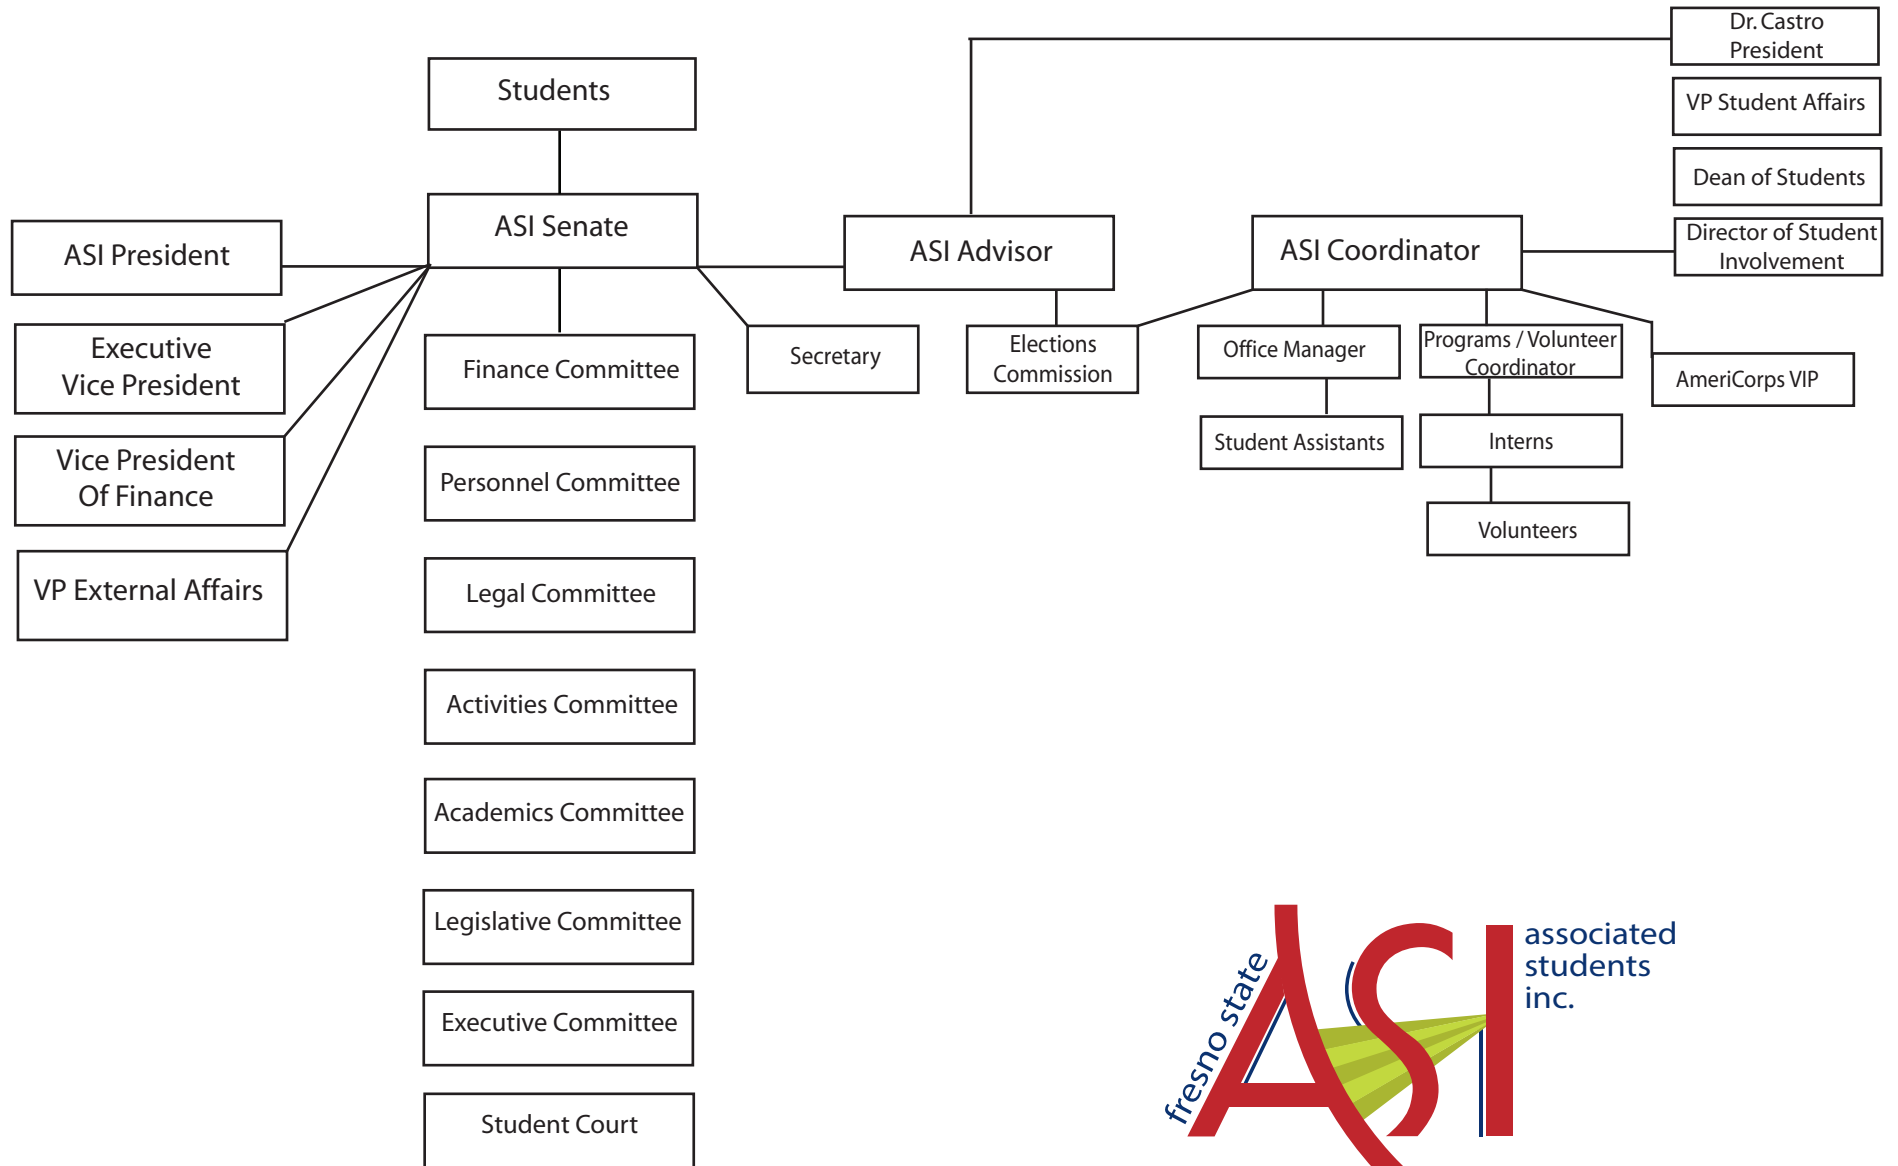 Dr. Castro
President
Students
VP Student Affairs
Dean of Students
ASI President
ASI Senate
ASI Advisor
ASI Coordinator
Director of Student
Involvement
Executive
Vice President
Vice President
Of Finance
VP External Affairs
Finance Committee
Personnel Committee
Legal Committee
Activities Committee
Academics Committee
Legislative Committee
Executive Committee
Student Court
Secretary
Elections
Commission
Office Manager
Student Assistants
Programs / Volunteer
Coordinator
Interns
Volunteers
AmeriCorps VIP
fresno state
ASI
associated
students
inc.